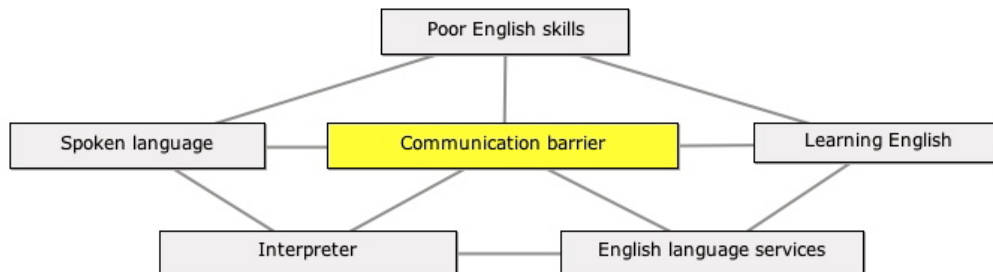 Poor English skills
Spoken language
Communication barrier
Learning English
Interpreter
English language services